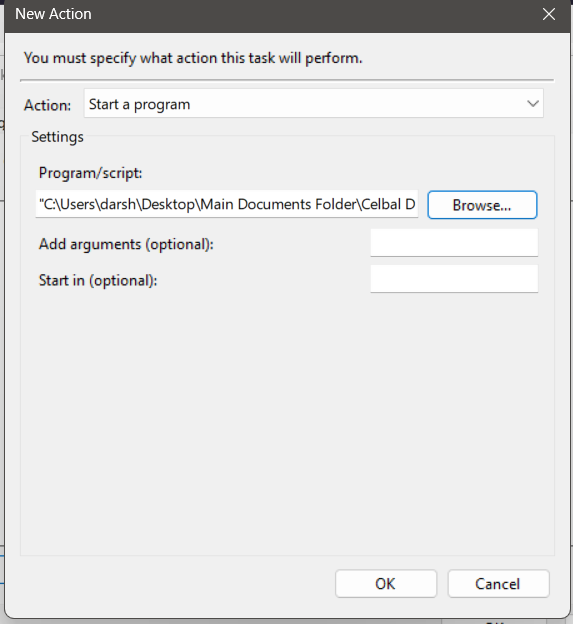 New Action
You must specify what action this task will perform.
Action: Start a program
Settings
Program/script:
"C:\Users\darsh\Desktop\Main Documents Folder\Celbal D
Browse...
Add arguments (optional):
Start in (optional):
OK
Cancel